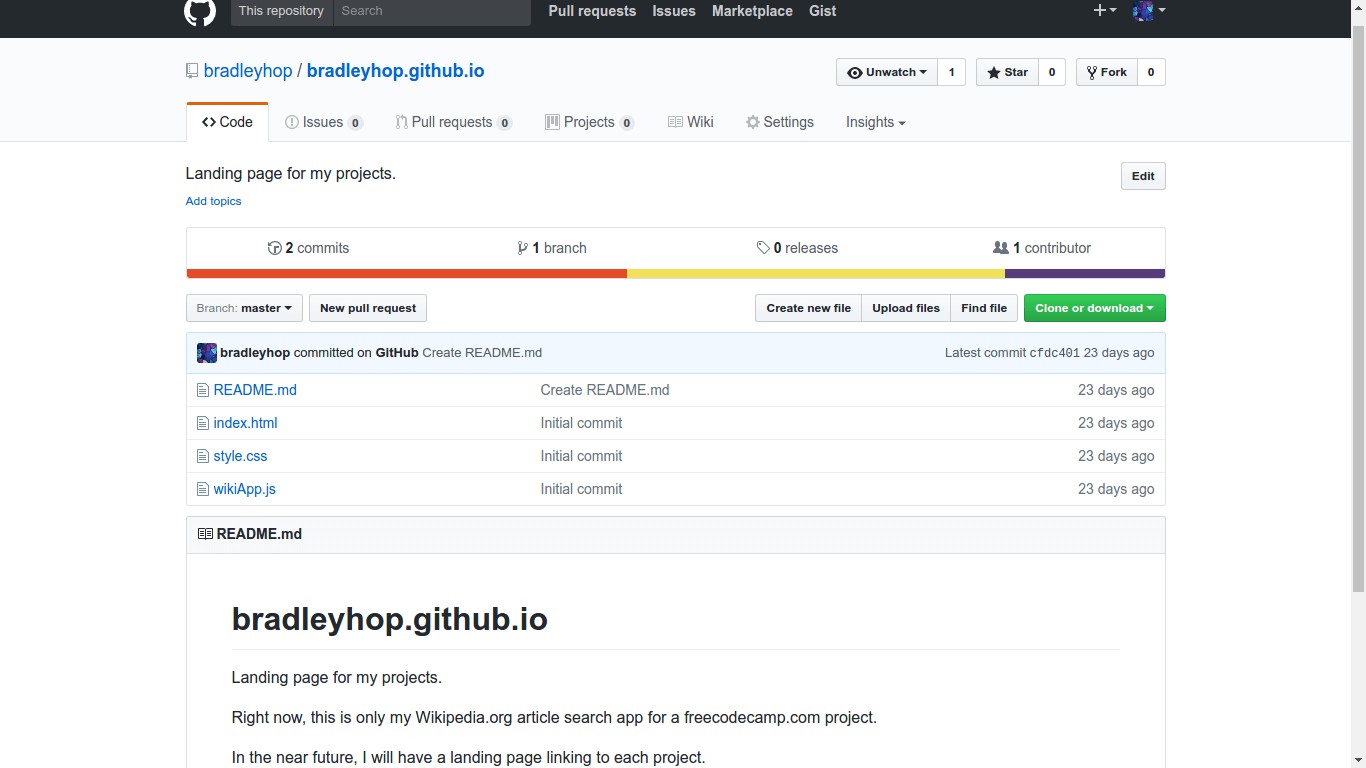 This repository Search Pull requests Issues Marketplace Gist
bradleyhop / bradleyhop.github.io Unwatch 1 Star 0 Fork 0
Code Issues 0 Pull requests 0 Projects 0 Wiki Settings Insights
Landing page for my projects. Edit
Add topics
2 commits 1 branch 0 releases 1 contributor
Branch: master New pull request Create new file Upload files Find file Clone or download
bradleyhop committed on GitHub Create README.md Latest commit cfdc401 23 days ago
README.md Create README.md 23 days ago
index.html Initial commit 23 days ago
style.css Initial commit 23 days ago
wikiApp.js Initial commit 23 days ago
README.md
bradleyhop.github.io
Landing page for my projects.
Right now, this is only my Wikipedia.org article search app for a freecodecamp.com project.
In the near future, I will have a landing page linking to each project.